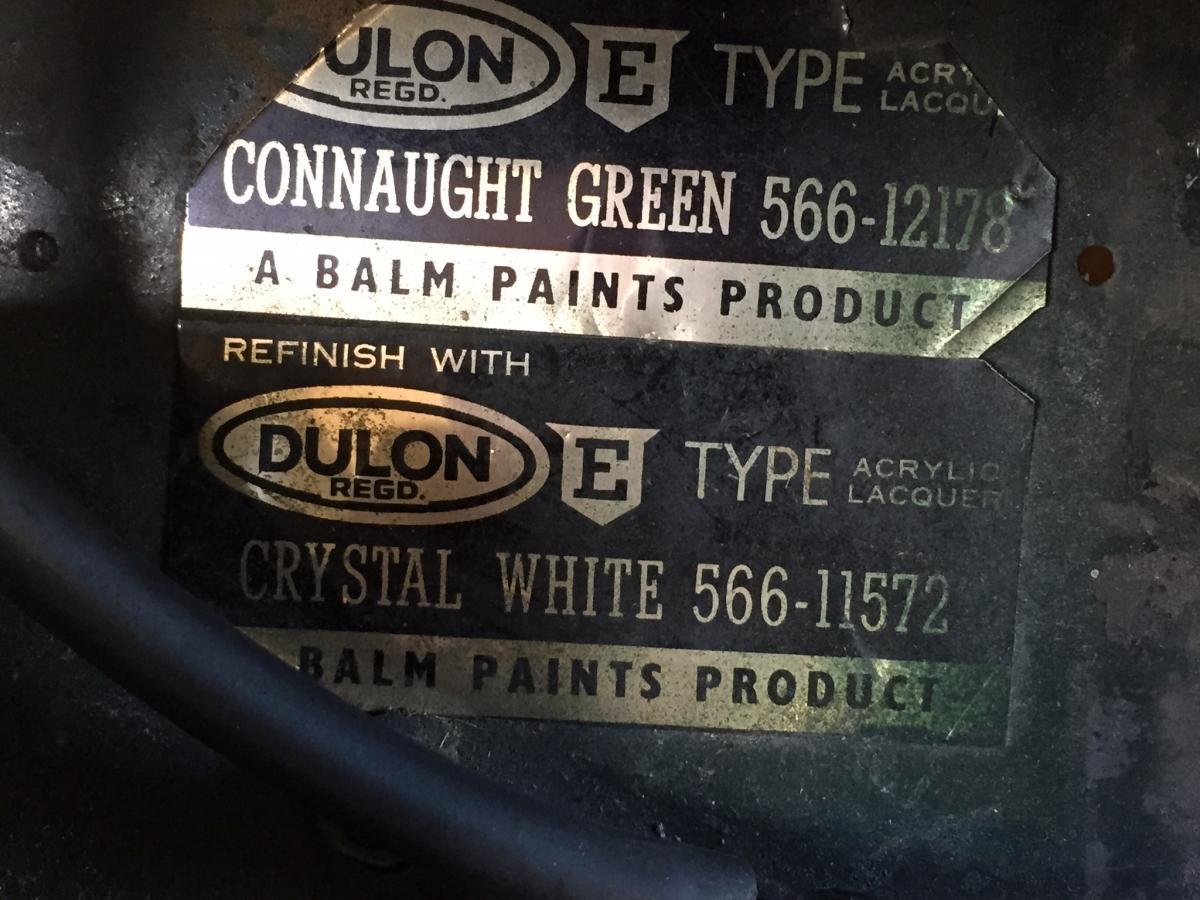 ULON
REGD.
E TYPE ACRY
LACQU
CONNAUGHT GREEN 566-12178
A BALM PAINTS PRODUCT
REFINISH WITH
DULON
REGD.
E TYPE ACRYLIC
LACQUER
CRYSTAL WHITE 566-11572
BALM PAINTS PRODUCT